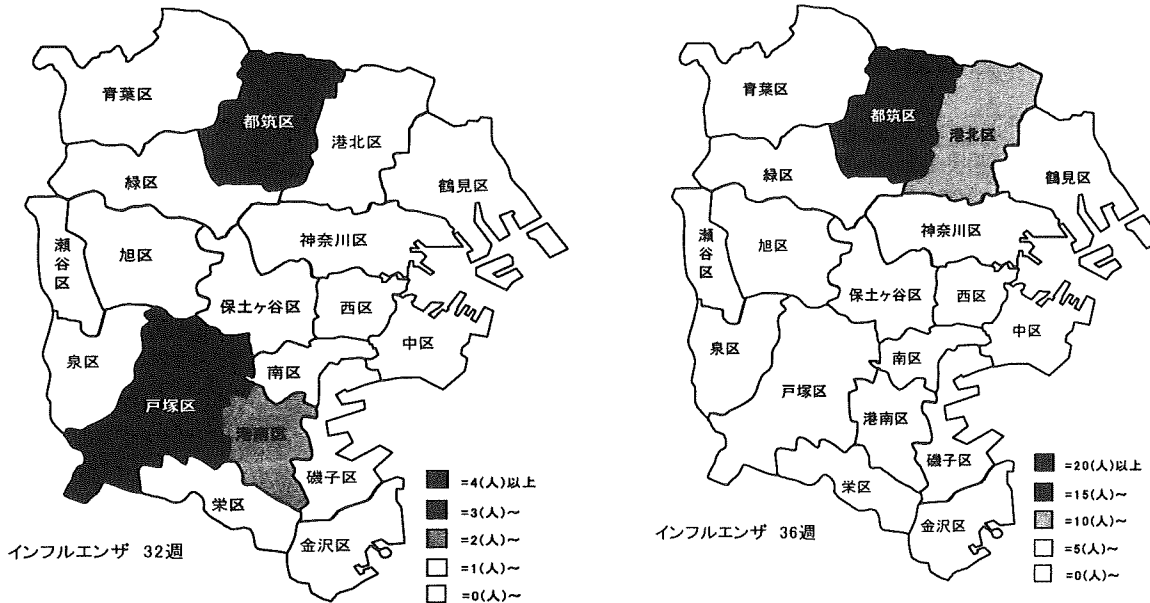 青葉区
都筑区
港北区
鶴見区
緑区
神奈川区
瀬谷区
旭区
保土ヶ谷区
西区
中区
泉区
南区
戸塚区
港南区
磯子区
栄区
金沢区
=4(人)以上
=3(人)～
=2(人)～
=1(人)～
=0(人)～
インフルエンザ 32週
青葉区
都筑区
港北区
鶴見区
緑区
神奈川区
瀬谷区
旭区
保土ヶ谷区
西区
中区
泉区
南区
戸塚区
港南区
磯子区
栄区
金沢区
=20(人)以上
=15(人)～
=10(人)～
=5(人)～
=0(人)～
インフルエンザ 36週